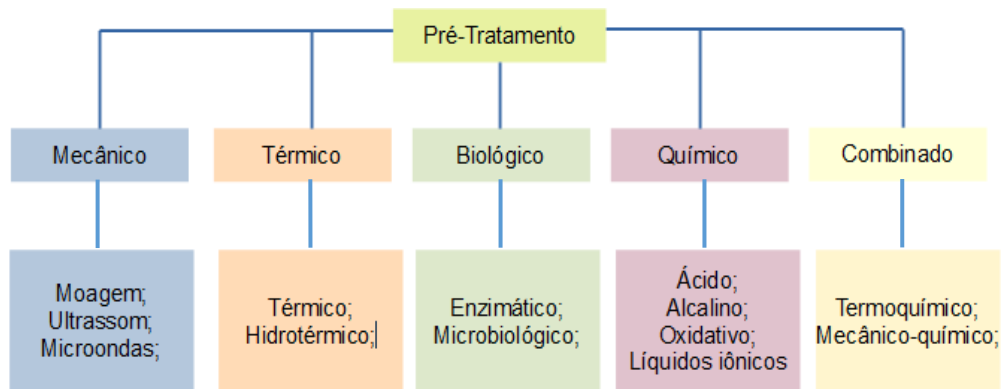 Pré-Tratamento
Mecânico
Térmico
Biológico
Químico
Combinado
Moagem;
Ultrassom;
Microondas;
Térmico;
Hidrotérmico;
Enzimático;
Microbiológico;
Ácido;
Alcalino;
Oxidativo;
Líquidos iônicos
Termoquímico;
Mecânico-químico;